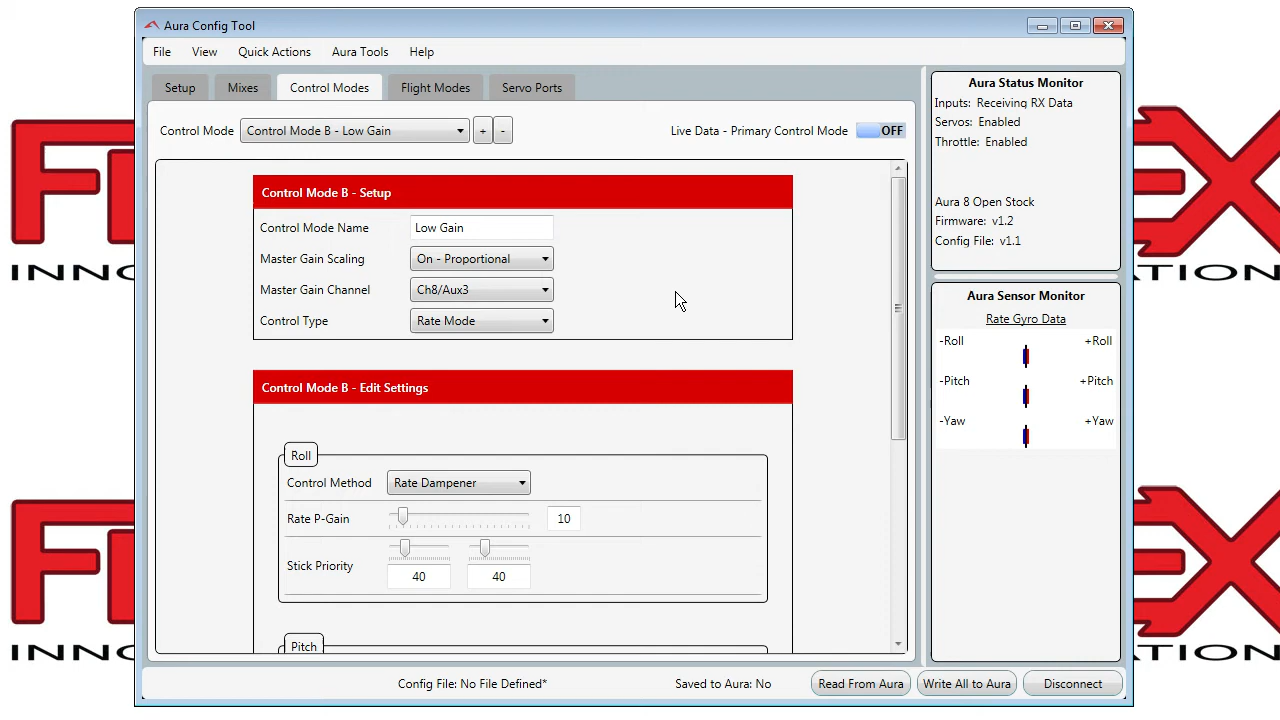 Aura Config Tool
File View Quick Actions Aura Tools Help
Setup Mixes Control Modes Flight Modes Servo Ports
Control Mode Control Mode B - Low Gain + - Live Data - Primary Control Mode OFF
Control Mode B - Setup
Control Mode Name Low Gain
Master Gain Scaling On - Proportional
Master Gain Channel Ch8/Aux3
Control Type Rate Mode
Control Mode B - Edit Settings
Roll
Control Method Rate Dampener
Rate P-Gain 10
Stick Priority 40 40
Pitch
Aura Status Monitor
Inputs: Receiving RX Data
Servos: Enabled
Throttle: Enabled
Aura 8 Open Stock
Firmware: v1.2
Config File: v1.1
Aura Sensor Monitor
Rate Gyro Data
-Roll +Roll
-Pitch +Pitch
-Yaw +Yaw
Config File: No File Defined* Saved to Aura: No Read From Aura Write All to Aura Disconnect